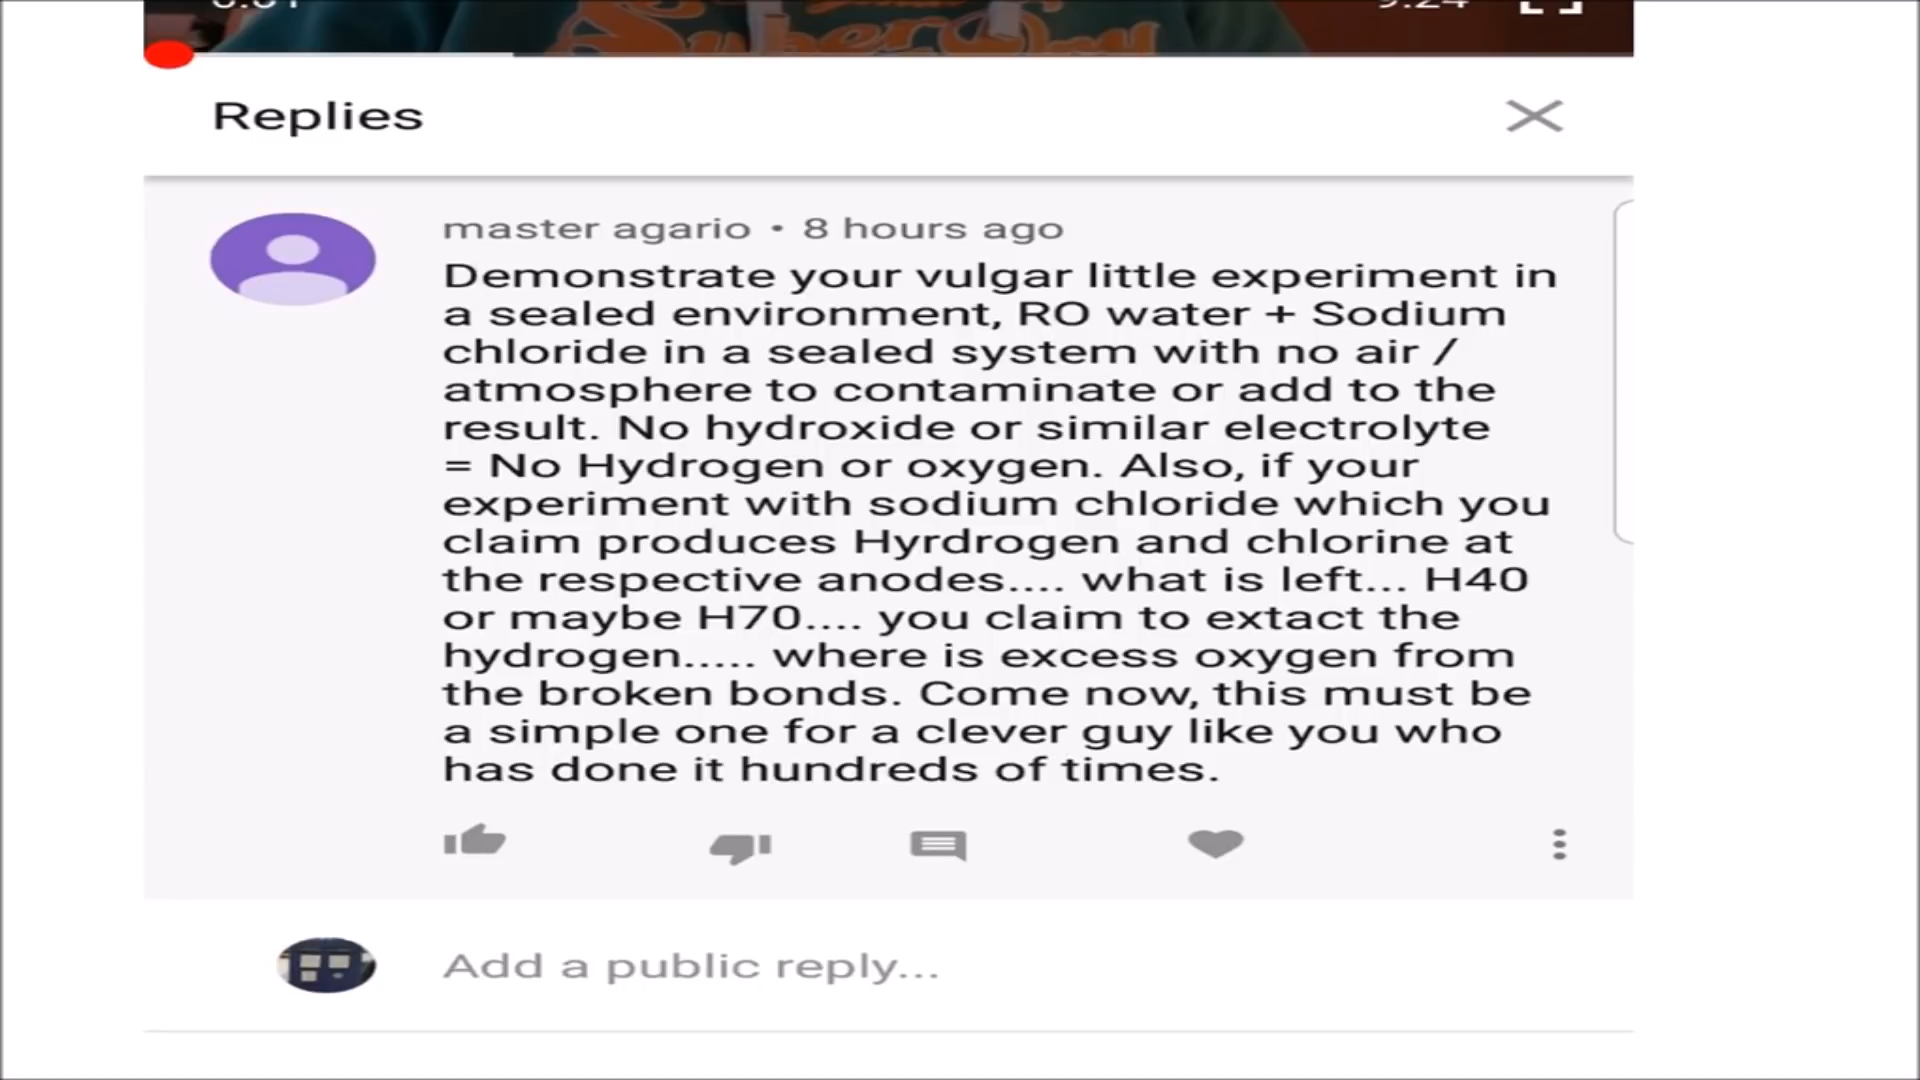 9:24
SuperDry
Replies
master agario • 8 hours ago
Demonstrate your vulgar little experiment in
a sealed environment, RO water + Sodium
chloride in a sealed system with no air /
atmosphere to contaminate or add to the
result. No hydroxide or similar electrolyte
= No Hydrogen or oxygen. Also, if your
experiment with sodium chloride which you
claim produces Hyrdrogen and chlorine at
the respective anodes.... what is left... H40
or maybe H70.... you claim to extact the
hydrogen..... where is excess oxygen from
the broken bonds. Come now, this must be
a simple one for a clever guy like you who
has done it hundreds of times.
Add a public reply...